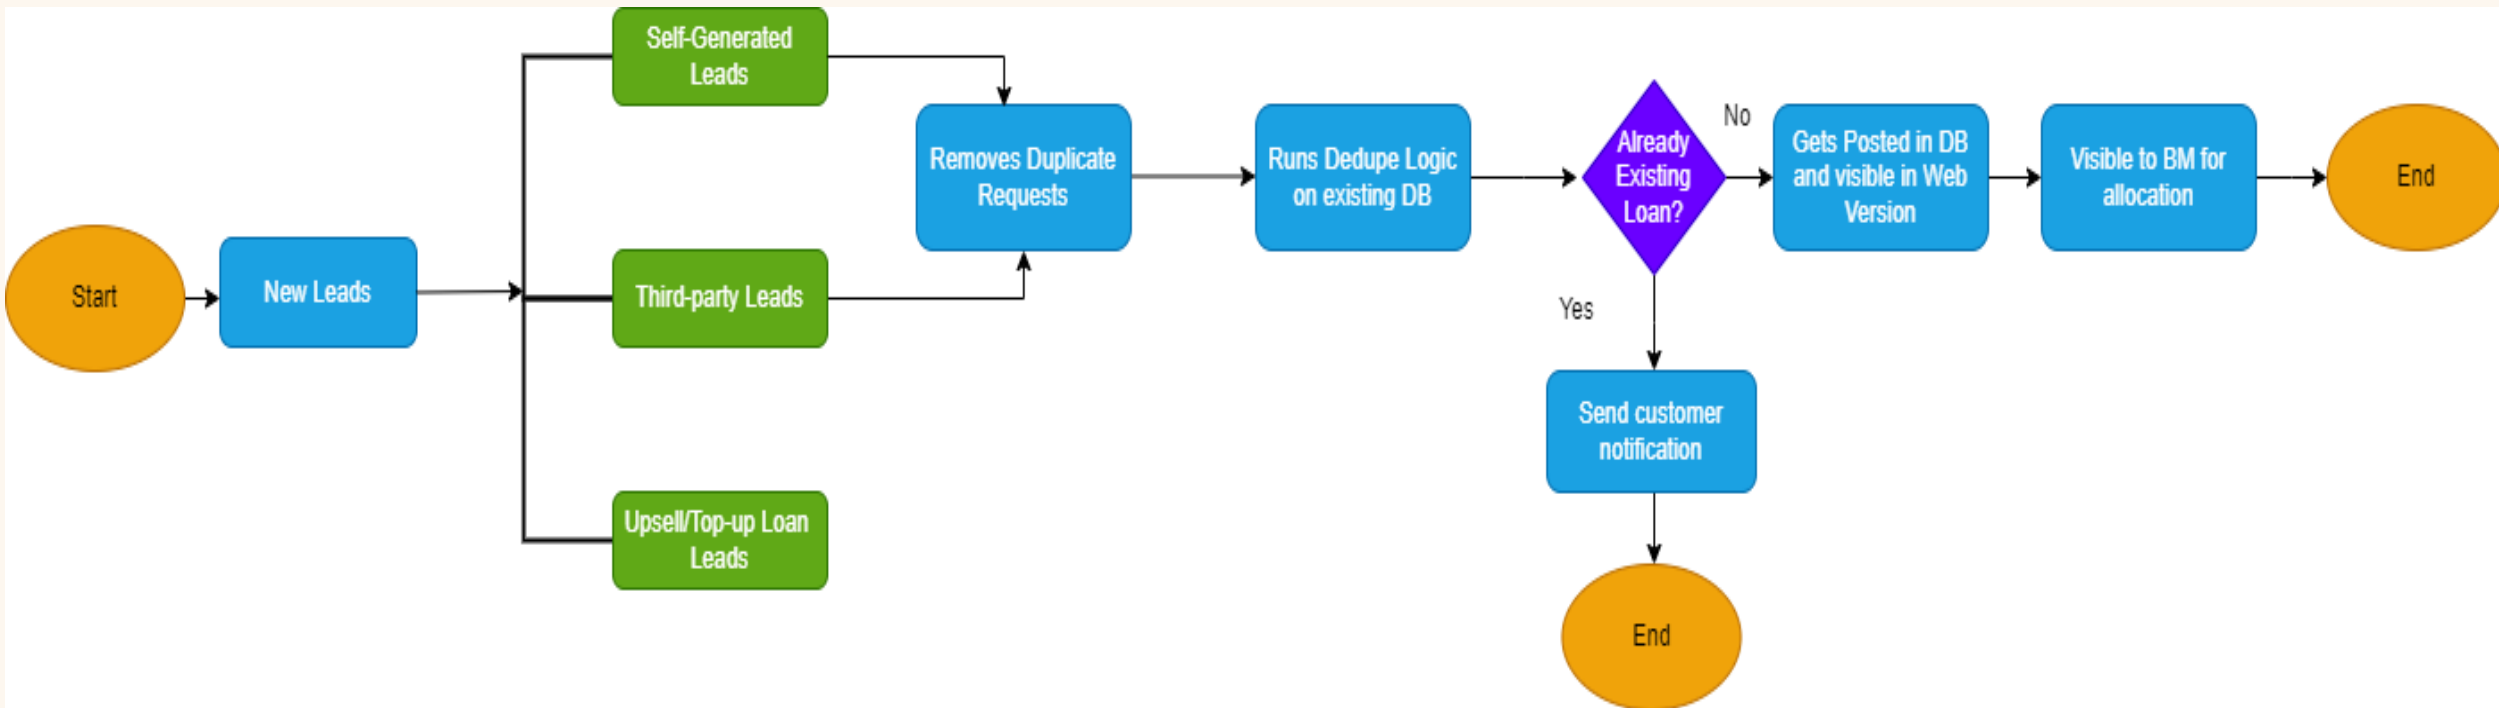 Start
New Leads
Self-Generated
Leads
Third-party Leads
Upsell/Top-up Loan
Leads
Removes Duplicate
Requests
Runs Dedupe Logic
on existing DB
Already
Existing
Loan?
No
Gets Posted in DB
and visible in Web
Version
Visible to BM for
allocation
End
Yes
Send customer
notification
End